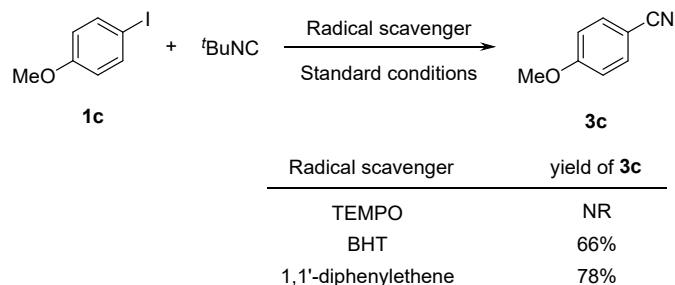 I
MeO
1c
+
tBuNC
Radical scavenger
Standard conditions
CN
MeO
3c
Radical scavenger yield of 3c
TEMPO NR
BHT 66%
1,1'-diphenylethene 78%